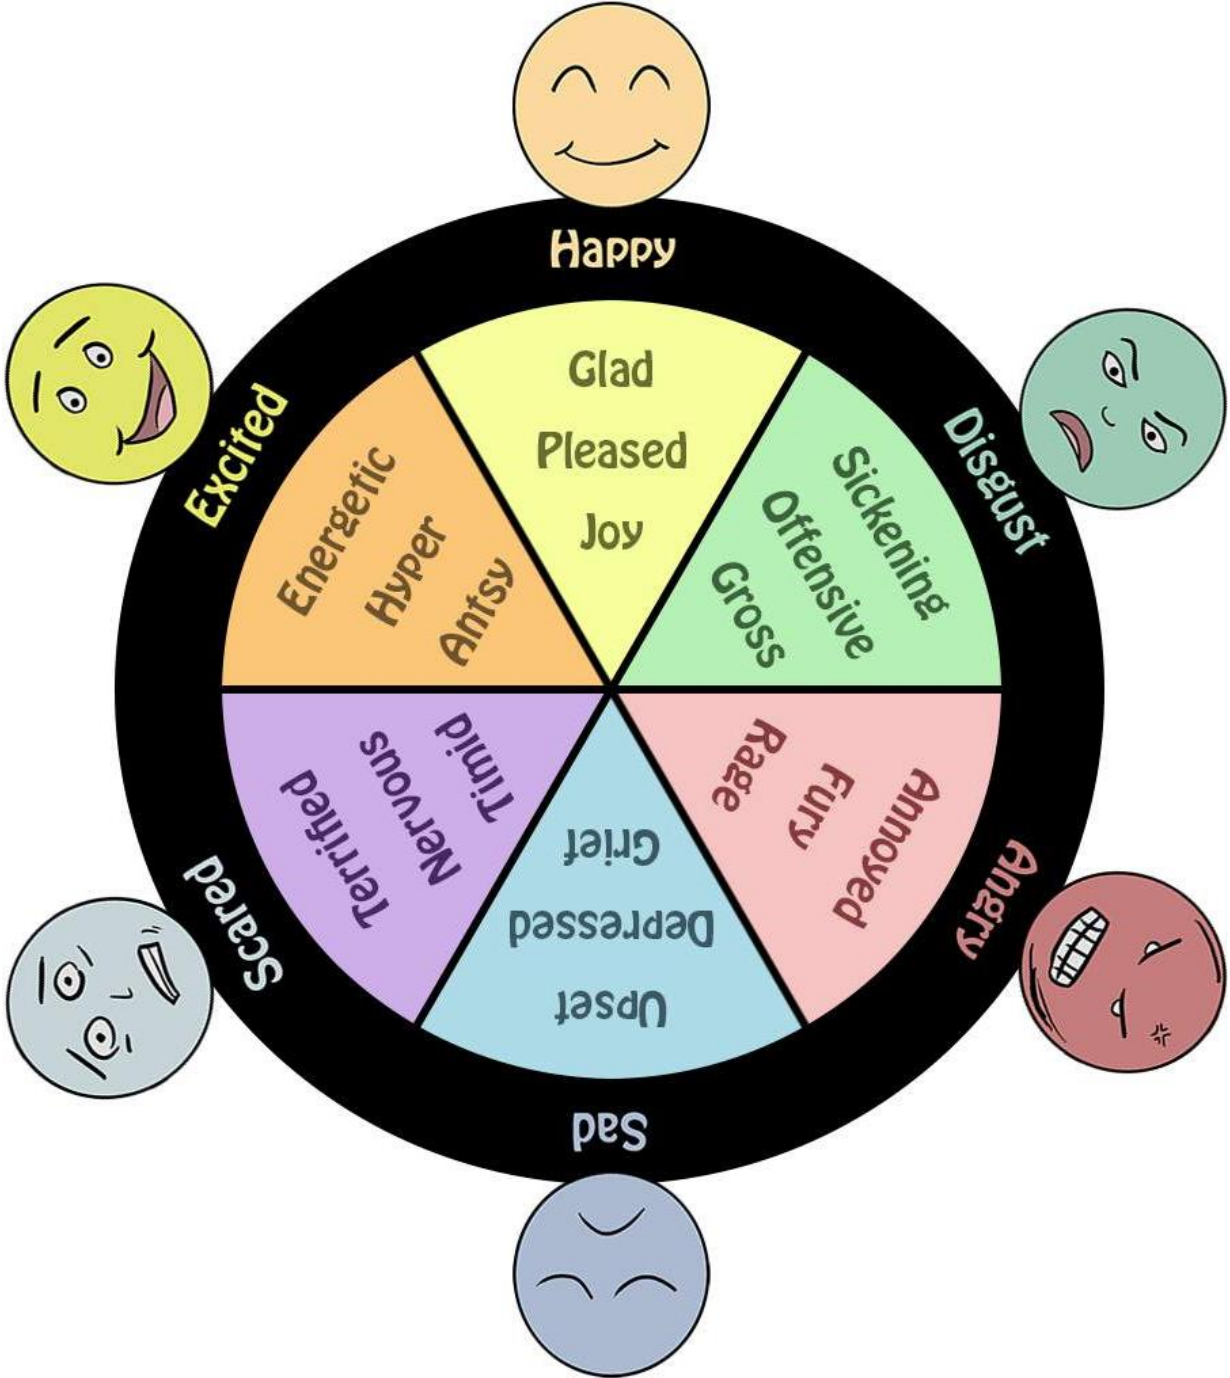 Happy
Glad
Pleased
Joy
Disgust
Sickening
Offensive
Gross
Angry
Annoyed
Fury
Rage
Sad
Upset
Depressed
Grief
Scared
Terrified
Nervous
Timid
Excited
Energetic
Hyper
Antsy